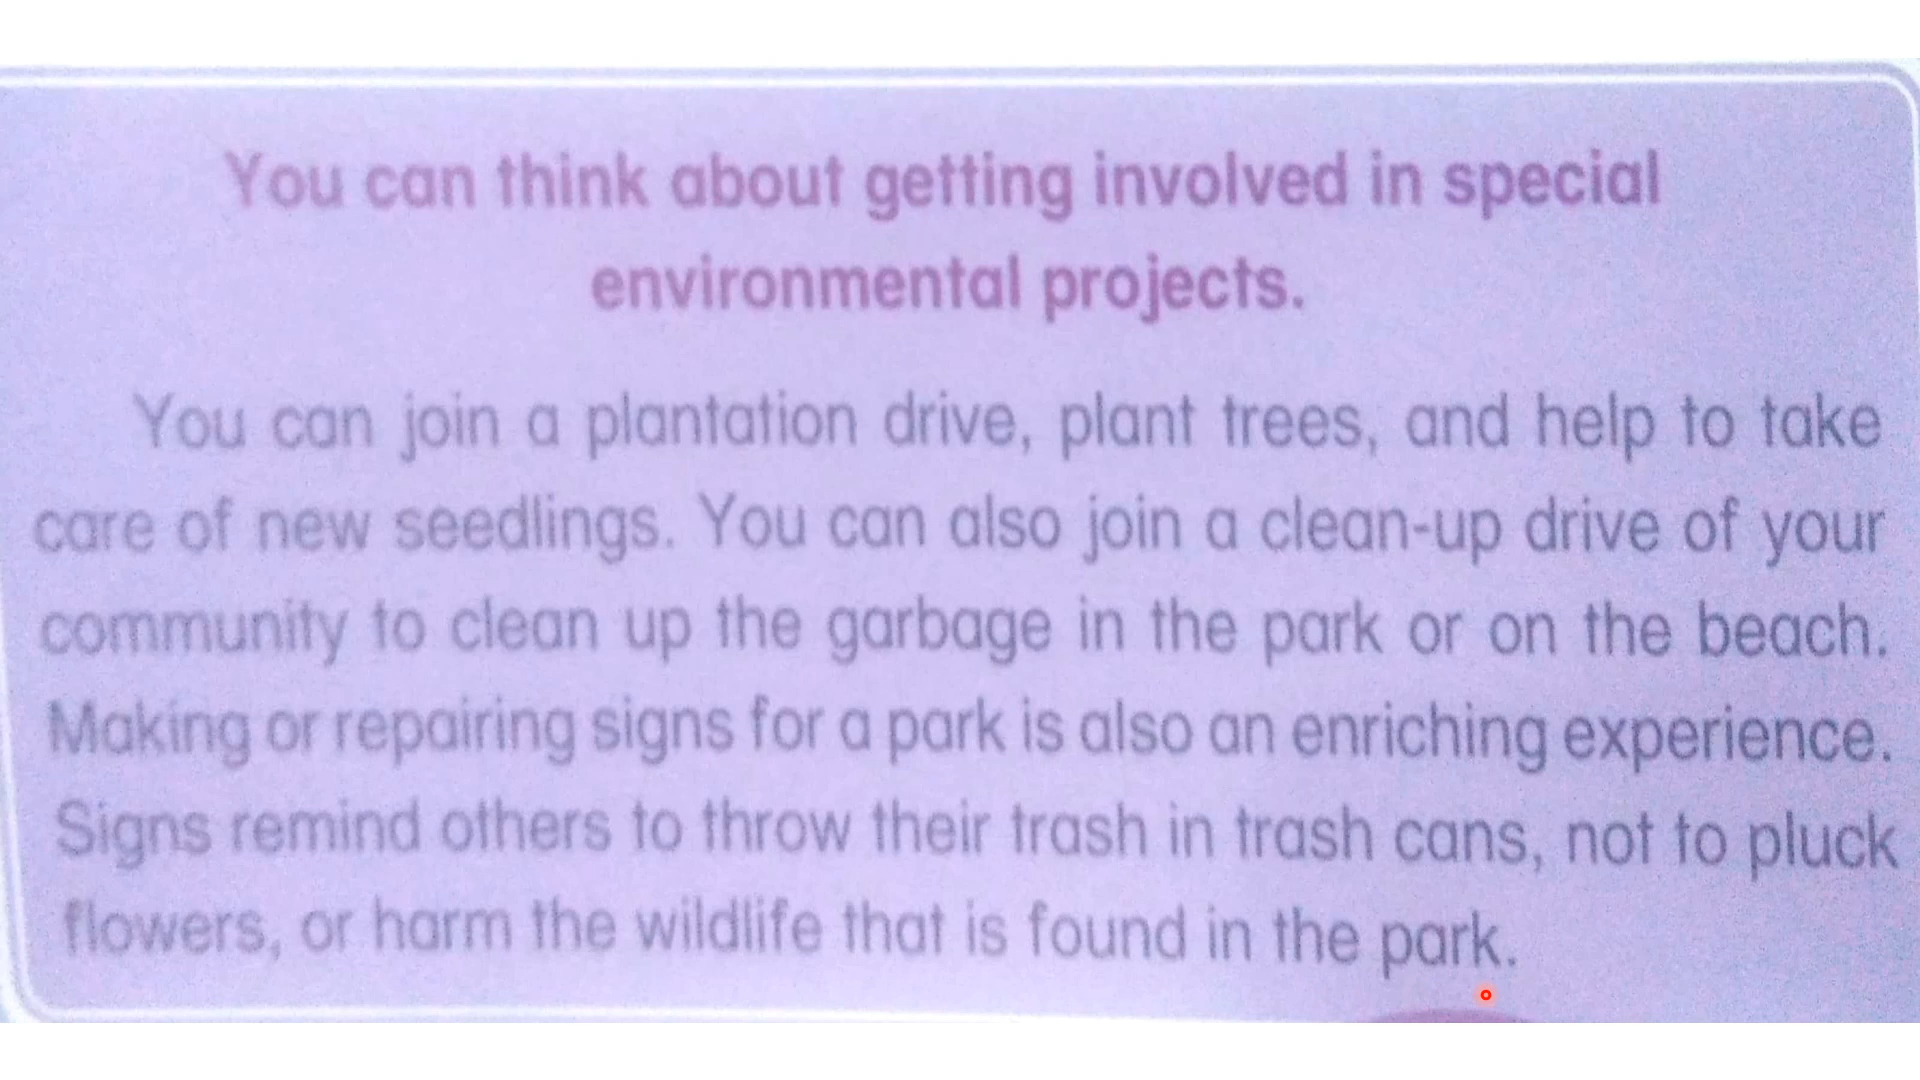 You can think about getting involved in special
environmental projects.
You can join a plantation drive, plant trees, and help to take
care of new seedlings. You can also join a clean-up drive of your
community to clean up the garbage in the park or on the beach.
Making or repairing signs for a park is also an enriching experience.
Signs remind others to throw their trash in trash cans, not to pluck
flowers, or harm the wildlife that is found in the park.